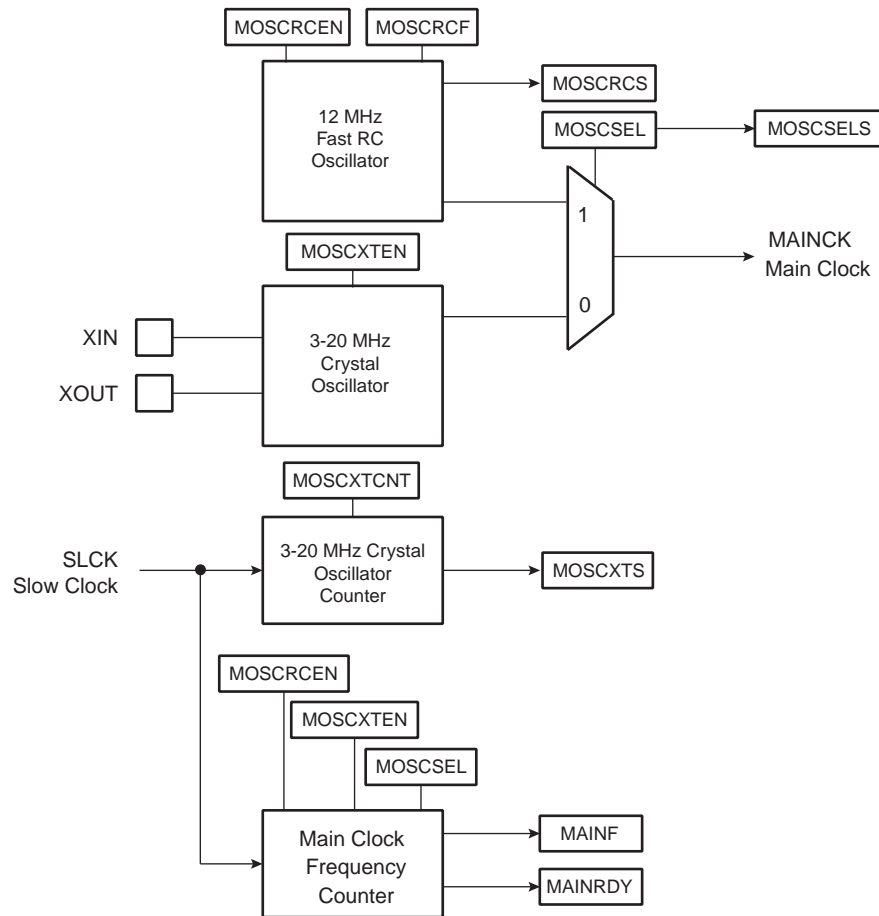 MOSCRCEN
MOSCRCF
12 MHz
Fast RC
Oscillator
MOSCRCS
MOSCSEL
MOSCSELS
1
0
MAINCK
Main Clock
MOSCXTEN
XIN
XOUT
3-20 MHz
Crystal
Oscillator
MOSCXTCNT
SLCK
Slow Clock
3-20 MHz Crystal
Oscillator
Counter
MOSCXTS
MOSCRCEN
MOSCXTEN
MOSCSEL
Main Clock
Frequency
Counter
MAINF
MAINRDY